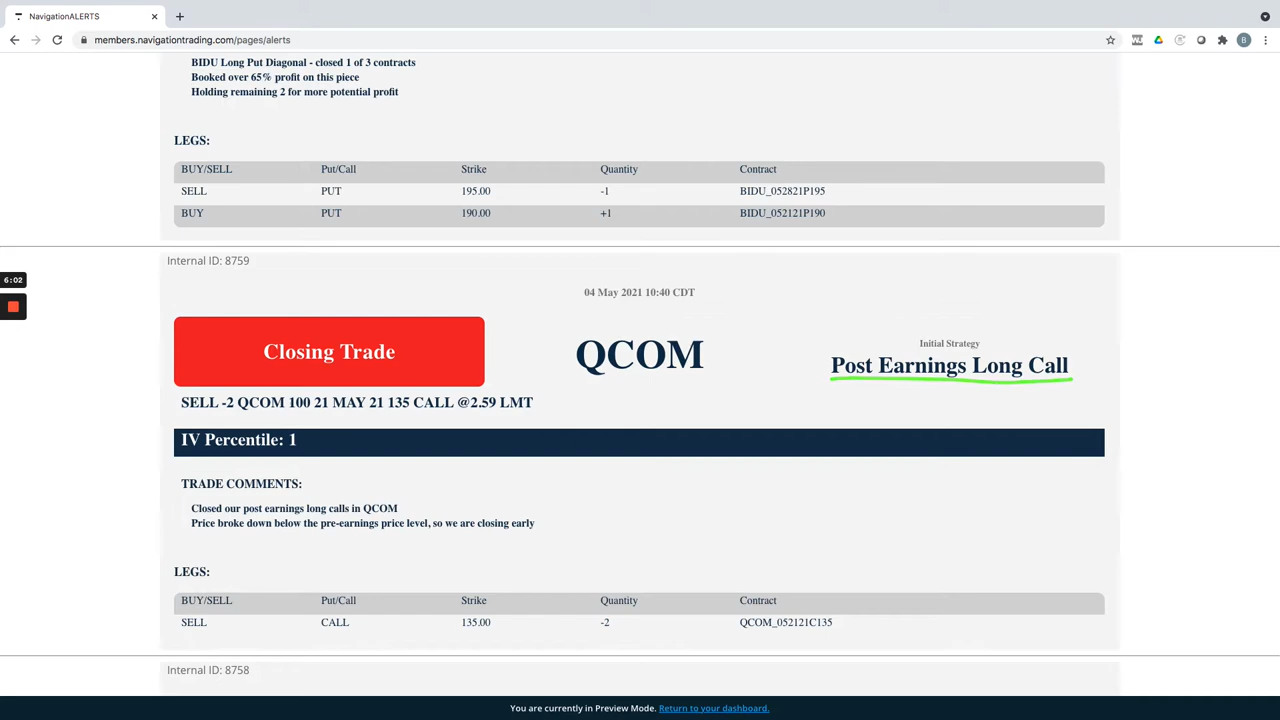 NavigationALERTS
members.navigationtrading.com/pages/alerts
B
BIDU Long Put Diagonal - closed 1 of 3 contracts
Booked over 65% profit on this piece
Holding remaining 2 for more potential profit
LEGS:
BUY/SELL Put/Call Strike Quantity Contract
SELL PUT 195.00 -1 BIDU_052821P195
BUY PUT 190.00 +1 BIDU_052121P190
Internal ID: 8759
6:02
04 May 2021 10:40 CDT
Closing Trade
QCOM
Initial Strategy
Post Earnings Long Call
SELL -2 QCOM 100 21 MAY 21 135 CALL @2.59 LMT
IV Percentile: 1
TRADE COMMENTS:
Closed our post earnings long calls in QCOM
Price broke down below the pre-earnings price level, so we are closing early
LEGS:
BUY/SELL Put/Call Strike Quantity Contract
SELL CALL 135.00 -2 QCOM_052121C135
Internal ID: 8758
You are currently in Preview Mode. Return to your dashboard.